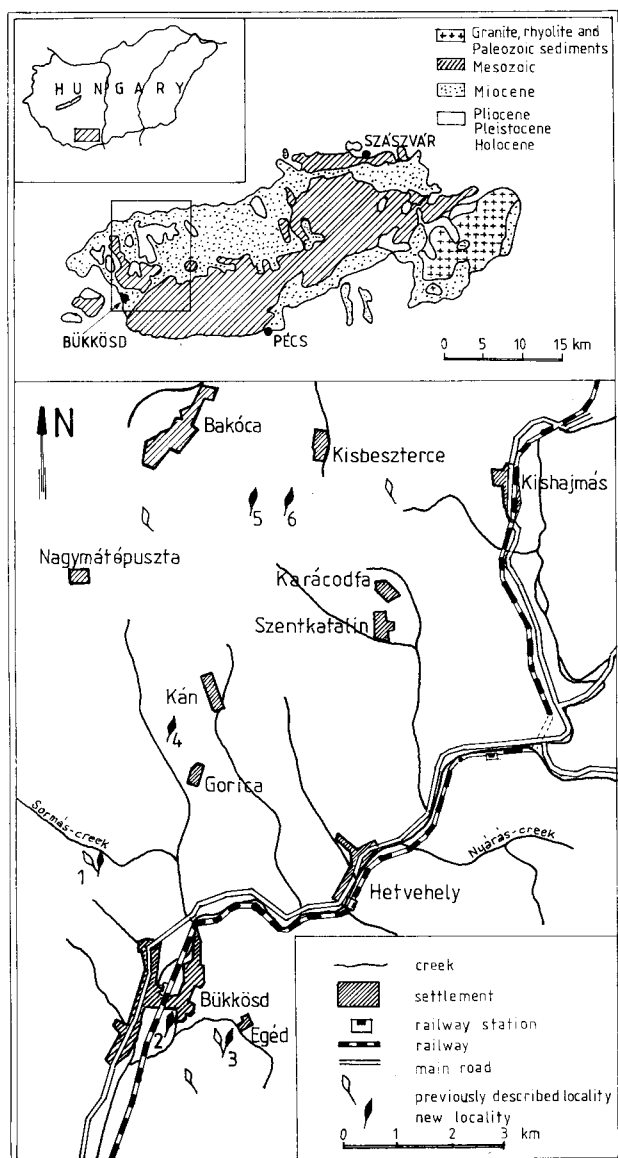 HUNGARY
Granite, rhyolite and
Paleozoic sediments
Mesozoic
Miocene
Pliocene
Pleistocene
Holocene
SZÁSZVÁR
BÜKKÖSD
PÉCS
0 5 10 15 km
N
Bakóca
Kisbeszterce
Kishajmás
5
6
Nagymátópuszta
Karácodfa
Szentkatalin
Kán
4
Gorica
Sormás-creek
1
Nyárás-creek
Hetvehely
Bükkösd
2
Egéd
3
creek
settlement
railway station
railway
main road
previously described locality
new locality
0 1 2 3 km